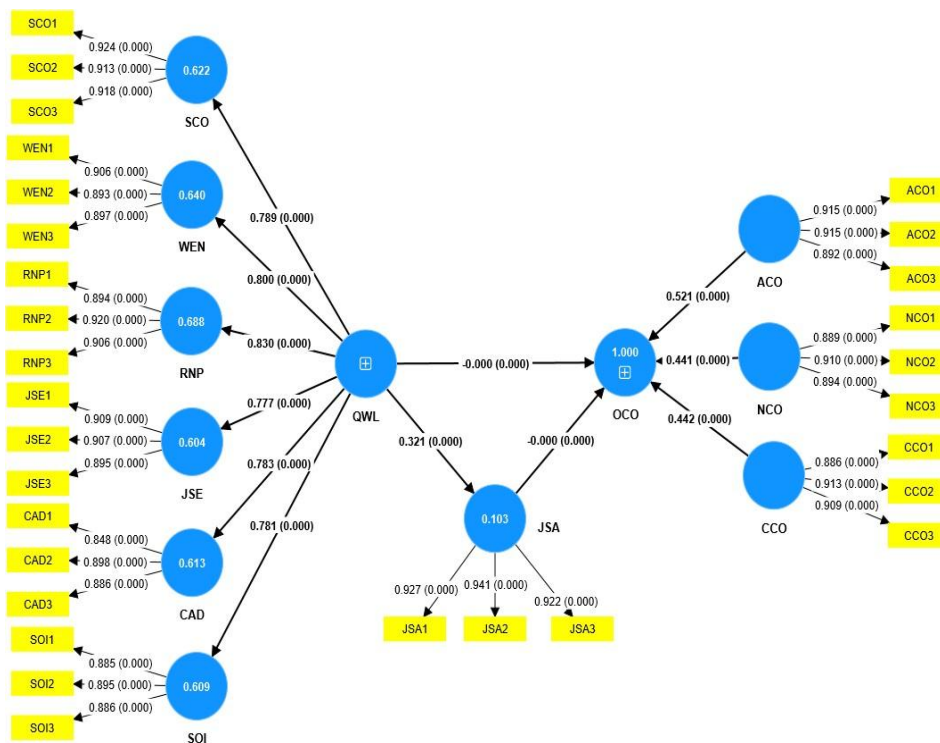 SCO1
0.924 (0.000)
SCO2
0.913 (0.000)
0.918 (0.000)
SCO3
0.622
SCO
WEN1
0.906 (0.000)
WEN2
0.893 (0.000)
0.897 (0.000)
WEN3
0.640
WEN
RNP1
0.894 (0.000)
RNP2
0.920 (0.000)
0.906 (0.000)
RNP3
0.688
RNP
JSE1
0.909 (0.000)
JSE2
0.907 (0.000)
0.895 (0.000)
JSE3
0.604
JSE
CAD1
0.848 (0.000)
CAD2
0.898 (0.000)
0.886 (0.000)
CAD3
0.613
CAD
SOI1
0.885 (0.000)
SOI2
0.895 (0.000)
0.886 (0.000)
SOI3
0.609
SOI
0.789 (0.000)
0.800 (0.000)
0.830 (0.000)
0.777 (0.000)
0.783 (0.000)
0.781 (0.000)
QWL
-0.000 (0.000)
0.321 (0.000)
-0.000 (0.000)
0.103
JSA
0.927 (0.000)
0.941 (0.000)
0.922 (0.000)
JSA1
JSA2
JSA3
1.000
OCO
0.521 (0.000)
0.441 (0.000)
0.442 (0.000)
ACO
ACO1
0.915 (0.000)
0.915 (0.000)
ACO2
0.892 (0.000)
ACO3
NCO
NCO1
0.889 (0.000)
0.910 (0.000)
NCO2
0.894 (0.000)
NCO3
CCO
CCO1
0.886 (0.000)
0.913 (0.000)
CCO2
0.909 (0.000)
CCO3